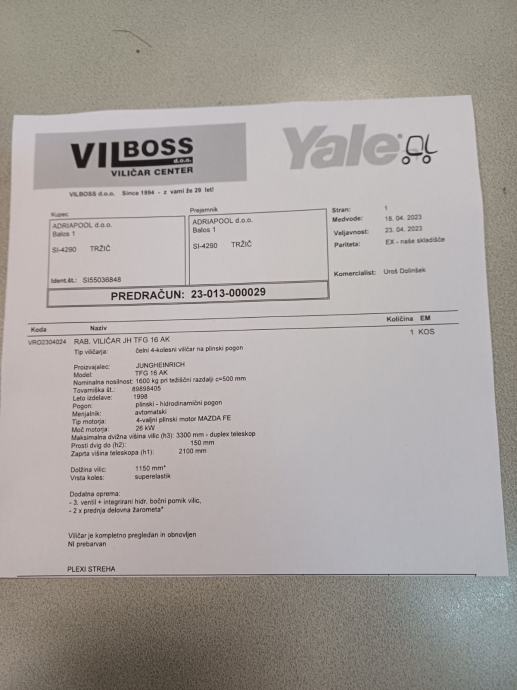 VILBOSS
d.o.o.
VILIČAR CENTER
Yale
VILBOSS d.o.o. Since 1994 - z vami že 29 let!
Kupec
ADRIAPOOL d.o.o.
Balos 1
SI-4290 TRŽIČ
Ident.št.: SI55036848
Prejemnik
ADRIAPOOL d.o.o.
Balos 1
SI-4290 TRŽIČ
Stran: 1
Medvode: 18. 04. 2023
Veljavnost: 23. 04. 2023
Pariteta: EX - naše skladišče
Komercialist: Uroš Dolinšek
PREDRAČUN: 23-013-000029
Koda Naziv Količina EM
VRO2304024 RAB. VILIČAR JH TFG 16 AK 1 KOS
Tip viličarja: čelni 4-kolesni viličar na plinski pogon
Proizvajalec: JUNGHEINRICH
Model: TFG 16 AK
Nominalna nosilnost: 1600 kg pri težiščni razdalji c=500 mm
Tovarniška št.: 89898405
Leto izdelave: 1998
Pogon: plinski - hidrodinamični pogon
Menjalnik: avtomatski
Tip motorja: 4-valjni plinski motor MAZDA FE
Moč motorja: 26 kW
Maksimalna dvižna višina vilic (h3): 3300 mm - duplex teleskop
Prosti dvig do (h2): 150 mm
Zaprta višina teleskopa (h1): 2100 mm
Dolžina vilic: 1150 mm*
Vrsta koles: superelastik
Dodatna oprema:
- 3. ventil + integrirani hidr. bočni pomik vilic,
- 2 x prednja delovna žarometa*
Viličar je kompletno pregledan in obnovljen
NI prebarvan
PLEXI STREHA